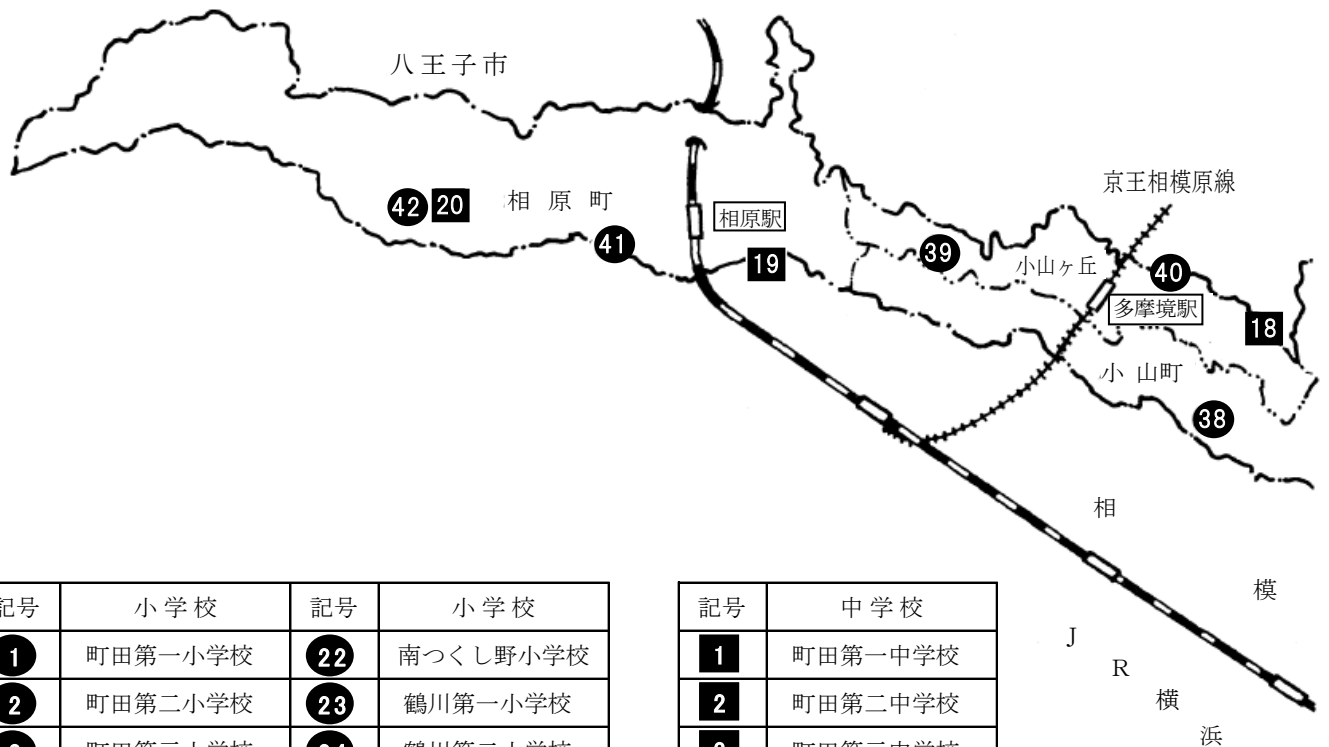 八王子市
京王相模原線
42 20 相原町
相原駅
41
19
39
小山ヶ丘
40
多摩境駅
18
小山町
38
相
模
J
R
横
浜
記号 小学校 記号 小学校
1 町田第一小学校 22 南つくし野小学校
2 町田第二小学校 23 鶴川第一小学校
記号 中学校
1 町田第一中学校
2 町田第二中学校